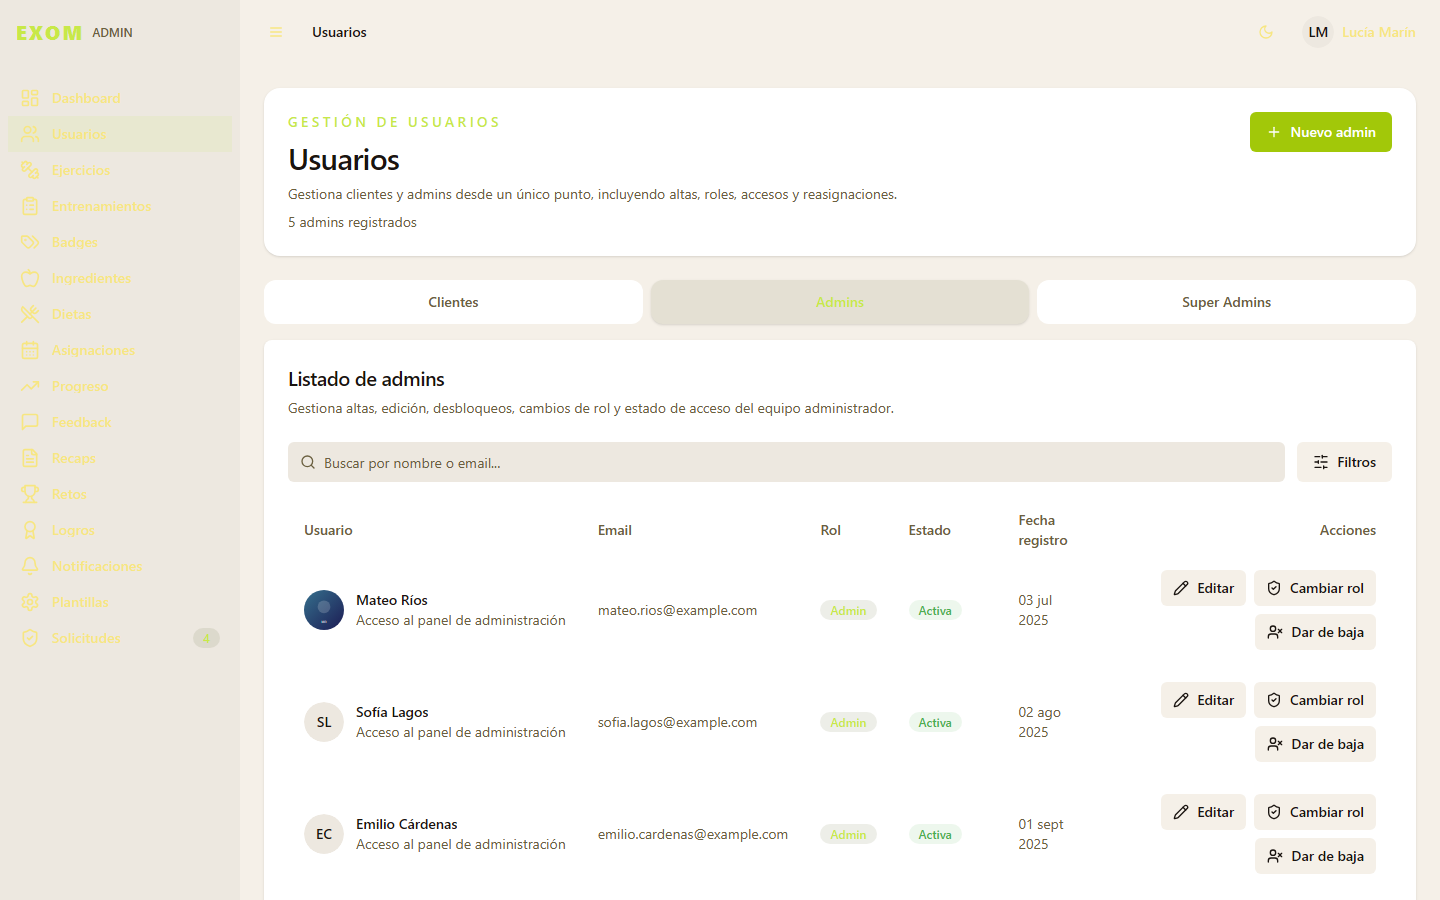 EXOM ADMIN
Dashboard
Usuarios
Ejercicios
Entrenamientos
Badges
Ingredientes
Dietas
Asignaciones
Progreso
Feedback
Recaps
Retos
Logros
Notificaciones
Plantillas
Solicitudes 4
Usuarios
LM Lucía Marín
GESTIÓN DE USUARIOS
Usuarios
Gestiona clientes y admins desde un único punto, incluyendo altas, roles, accesos y reasignaciones.
5 admins registrados
Nuevo admin
Clientes Admins Super Admins
Listado de admins
Gestiona altas, edición, desbloqueos, cambios de rol y estado de acceso del equipo administrador.
Buscar por nombre o email... Filtros
Usuario Email Rol Estado Fecha registro Acciones
Mateo Ríos
Acceso al panel de administración
mateo.rios@example.com Admin Activa
03 jul
2025
Editar Cambiar rol
Dar de baja
SL Sofía Lagos
Acceso al panel de administración
sofia.lagos@example.com Admin Activa
02 ago
2025
Editar Cambiar rol
Dar de baja
EC Emilio Cárdenas
Acceso al panel de administración
emilio.cardenas@example.com Admin Activa
01 sept
2025
Editar Cambiar rol
Dar de baja